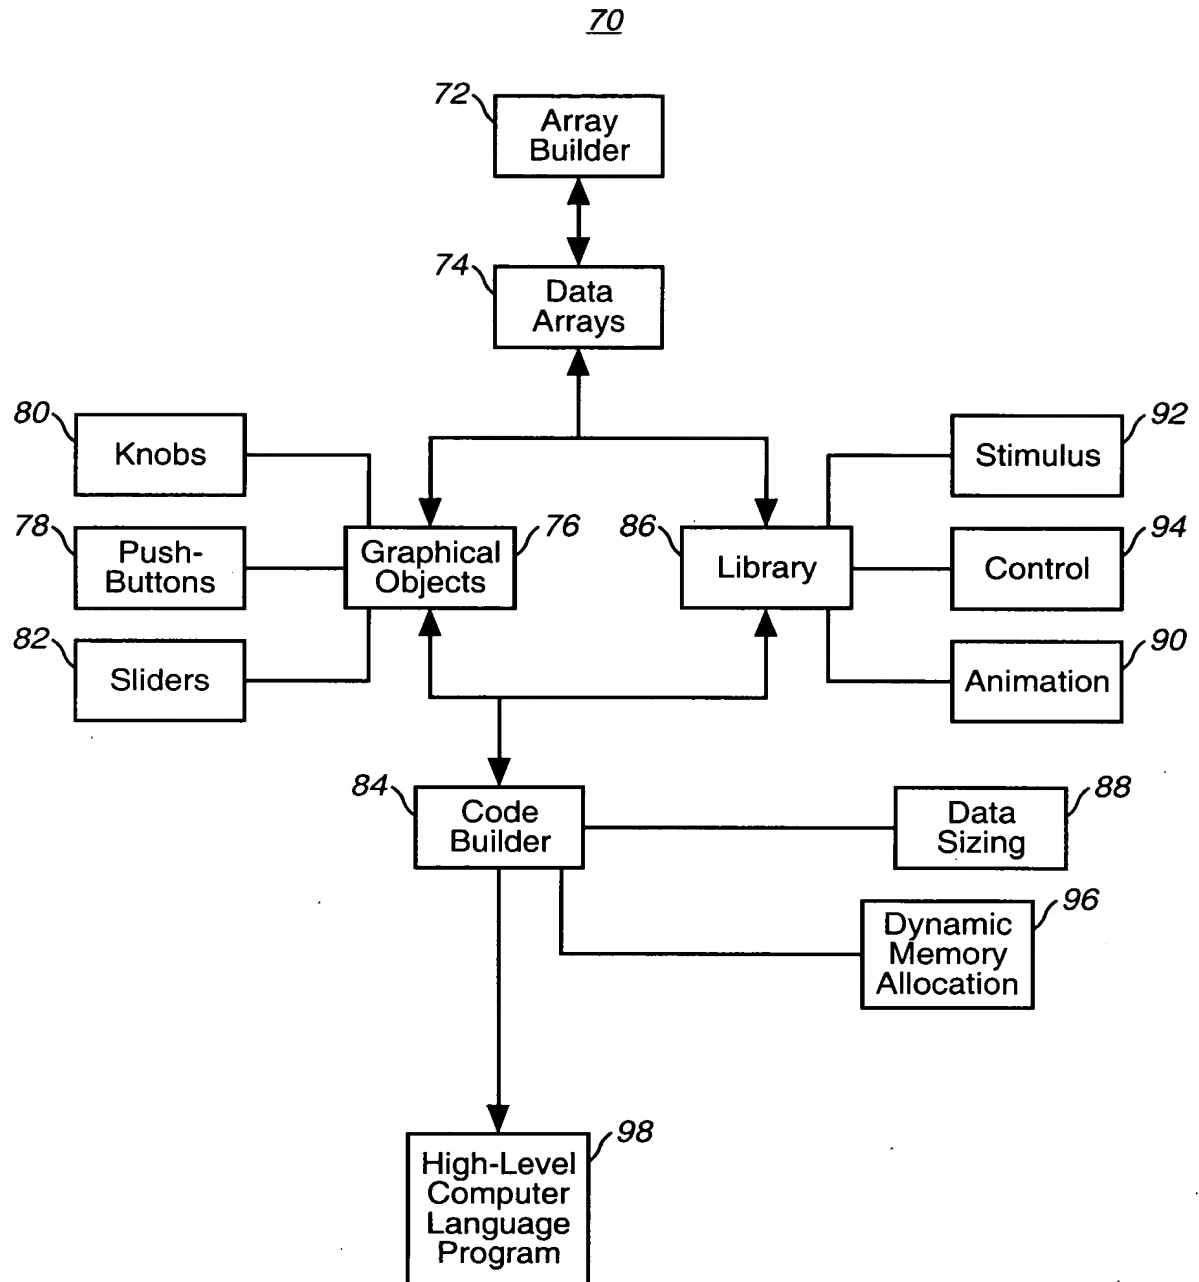 70
72
Array
Builder
74
Data
Arrays
80
Knobs
92
Stimulus
78
Push-
Buttons
Graphical
Objects
76
86
Library
94
Control
82
Sliders
90
Animation
84
Code
Builder
88
Data
Sizing
96
Dynamic
Memory
Allocation
98
High-Level
Computer
Language
Program